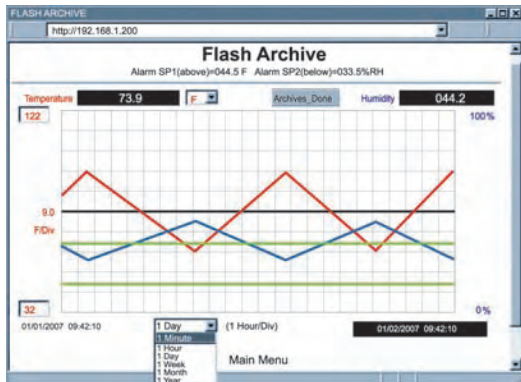 FLASH ARCHIVE
http://192.168.1.200
Flash Archive
Alarm SP1(above)=044.5 F Alarm SP2(below)=033.5%RH
Temperature 73.9 F Archives_Done Humidity 044.2
122 100%
9.0
F/Div
32 0%
01/01/2007 09:42:10 1 Day (1 Hour/Div) 01/02/2007 09:42:10
1 Minute
1 Hour
1 Day
1 Week
1 Month
1 Year
Main Menu